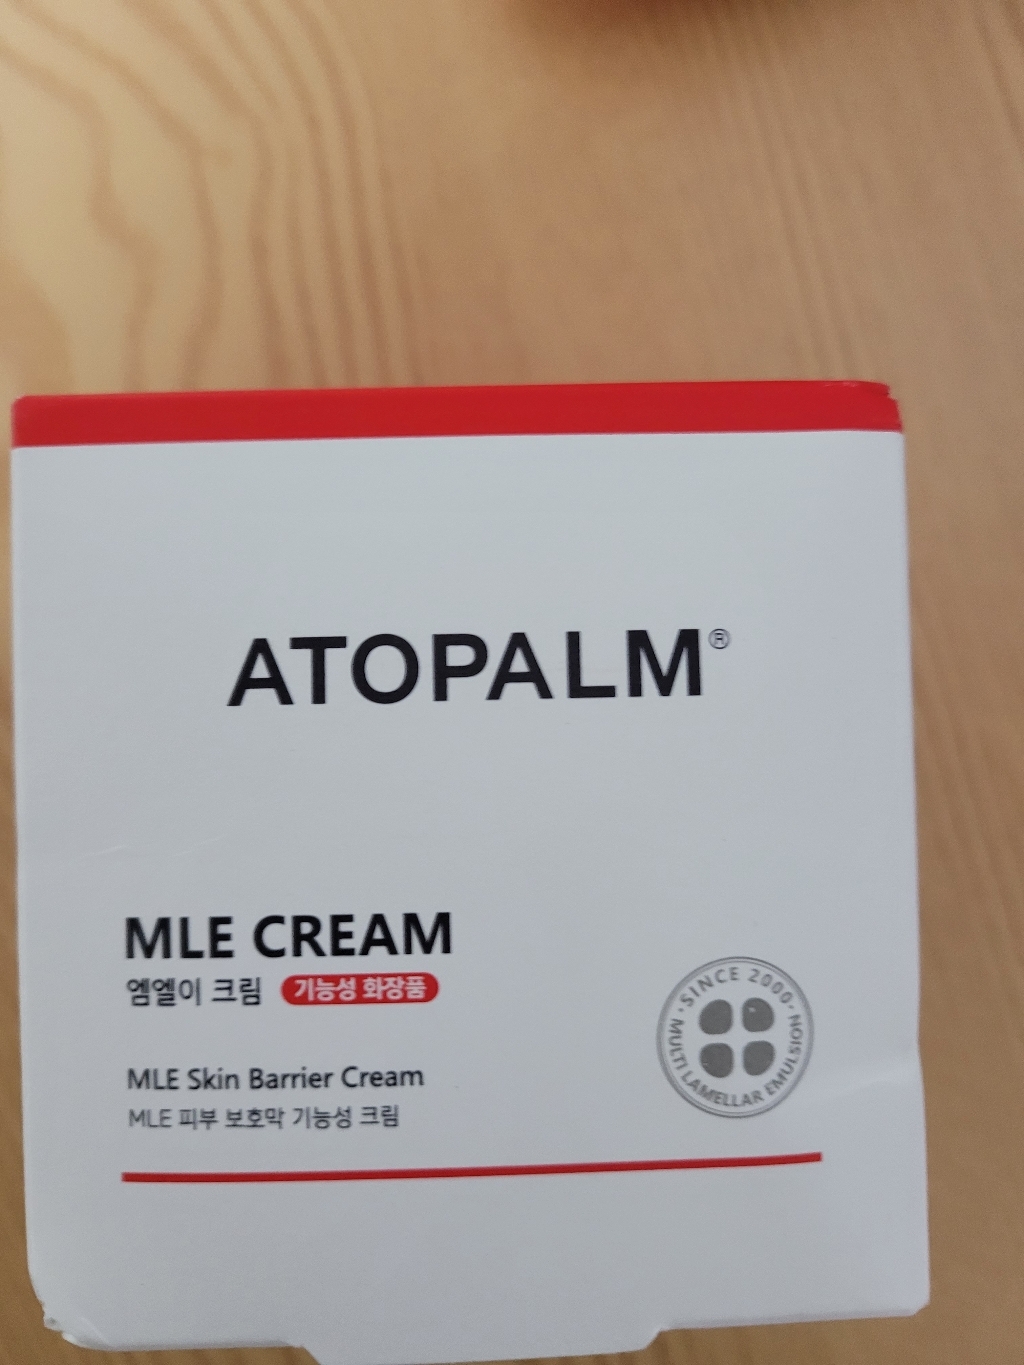 ATOPALM®
MLE CREAM
엠엘이 크림 기능성 화장품
MLE Skin Barrier Cream
MLE 피부 보호막 기능성 크림
·SINCE 2000·
MULTI LAMELLAR EMULSION